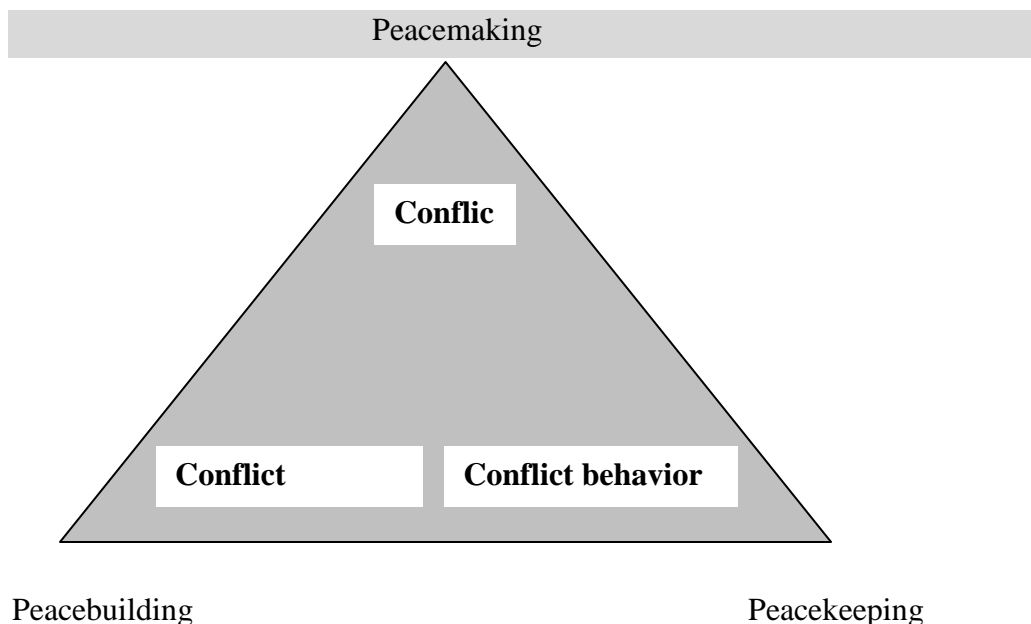 Peacemaking
Conflic
Conflict
Conflict behavior
Peacebuilding
Peacekeeping